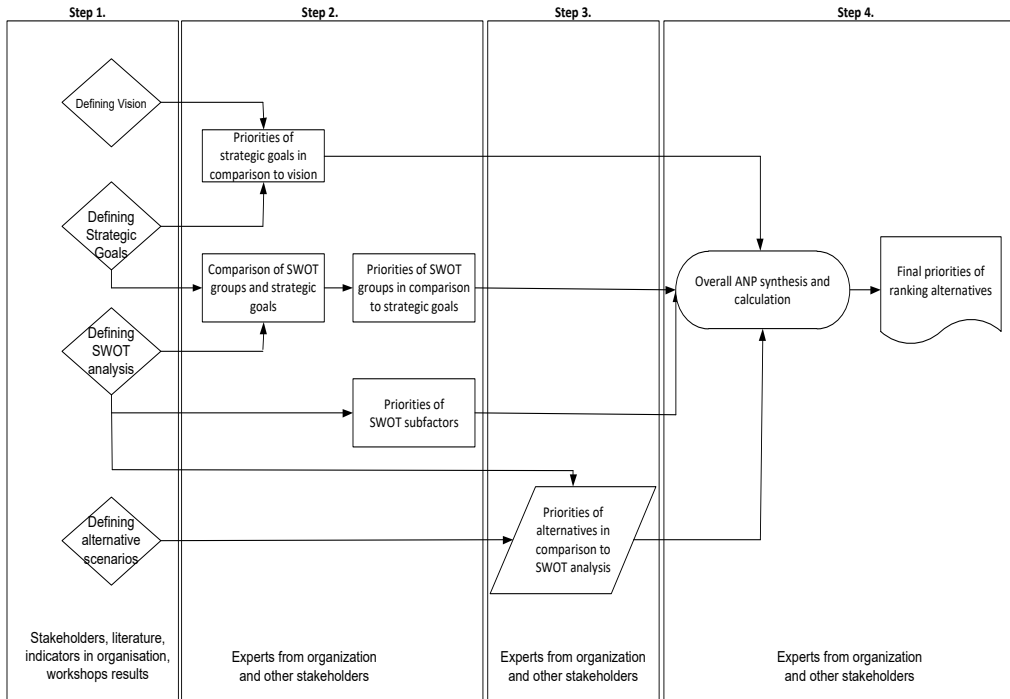 Step 1.
Step 2.
Step 3.
Step 4.
Defining Vision
Priorities of
strategic goals in
comparison to vision
Defining
Strategic
Goals
Comparison of SWOT
groups and strategic
goals
Priorities of SWOT
groups in comparison
to strategic goals
Overall ANP synthesis and
calculation
Final priorities of
ranking alternatives
Defining
SWOT
analysis
Priorities of
SWOT subfactors
Defining
alternative
scenarios
Priorities of
alternatives in
comparison to
SWOT analysis
Stakeholders, literature,
indicators in organisation,
workshops results
Experts from organization
and other stakeholders
Experts from organization
and other stakeholders
Experts from organization
and other stakeholders